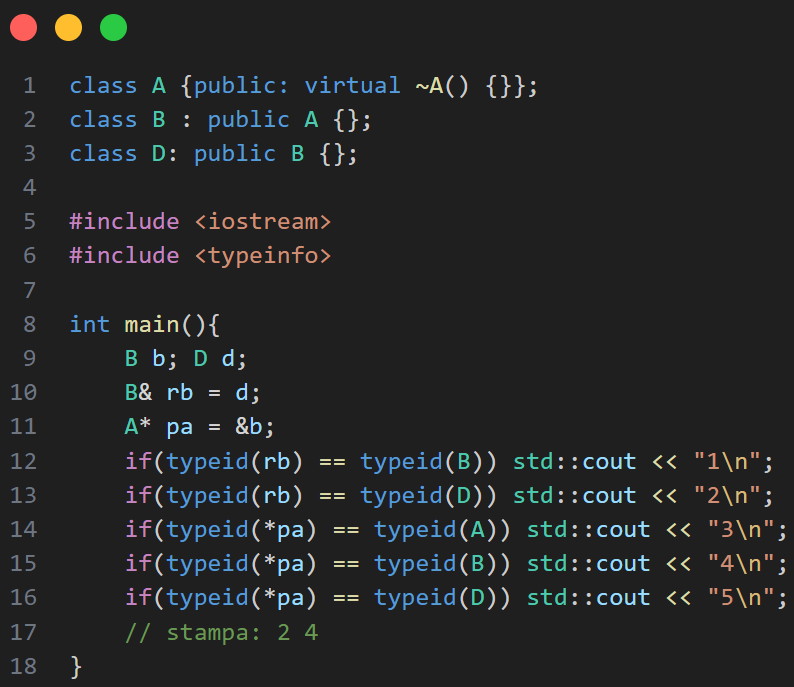 1 class A {public: virtual ~A() {}};
2 class B : public A {};
3 class D: public B {};
4
5 #include <iostream>
6 #include <typeinfo>
7
8 int main(){
9     B b; D d;
10     B& rb = d;
11     A* pa = &b;
12     if(typeid(rb) == typeid(B)) std::cout << "1\n";
13     if(typeid(rb) == typeid(D)) std::cout << "2\n";
14     if(typeid(*pa) == typeid(A)) std::cout << "3\n";
15     if(typeid(*pa) == typeid(B)) std::cout << "4\n";
16     if(typeid(*pa) == typeid(D)) std::cout << "5\n";
17     // stampa: 2 4
18 }